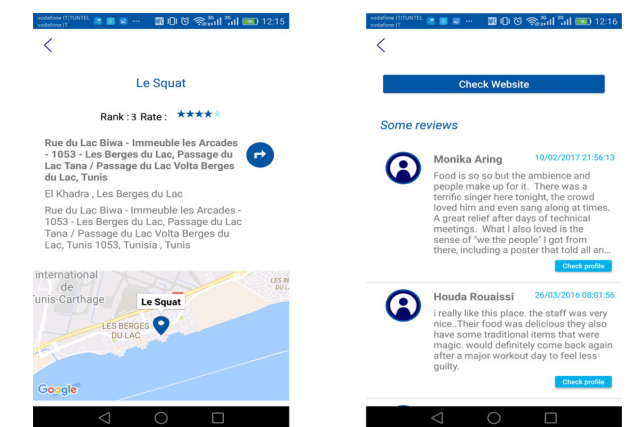 vodafone IT|TUNTEL
vodafone IT
3G
3G
12:15
Le Squat
Rank : 3 Rate :
Rue du Lac Biwa - Immeuble les Arcades
- 1053 - Les Berges du Lac, Passage du
Lac Tana / Passage du Lac Volta Berges
du Lac, Tunis
El Khadra , Les Berges du Lac
Rue du Lac Biwa - Immeuble les Arcades -
1053 - Les Berges du Lac, Passage du Lac
Tana / Passage du Lac Volta Berges du
Lac, Tunis 1053, Tunisia , Tunis
international
de
Tunis-Carthage
Le Squat
LES BERGES
DU LAC
Google
vodafone IT|TUNTEL
vodafone IT
3G
3G
12:16
Check Website
Some reviews
Monika Aring
10/02/2017 21:56:13
Food is so so but the ambience and
people make up for it. There was a
terrific singer here tonight, the crowd
loved him and even sang along at times.
A great relief after days of technical
meetings. What I also loved is the
sense of "we the people" I got from
there, including a poster that told all an...
Check profile
Houda Rouaissi
26/03/2016 08:01:56
i really like this place. the staff was very
nice..Their food was delicious they also
have some traditional items that were
magic. would definitely come back again
after a major workout day to feel less
guilty.
Check profile